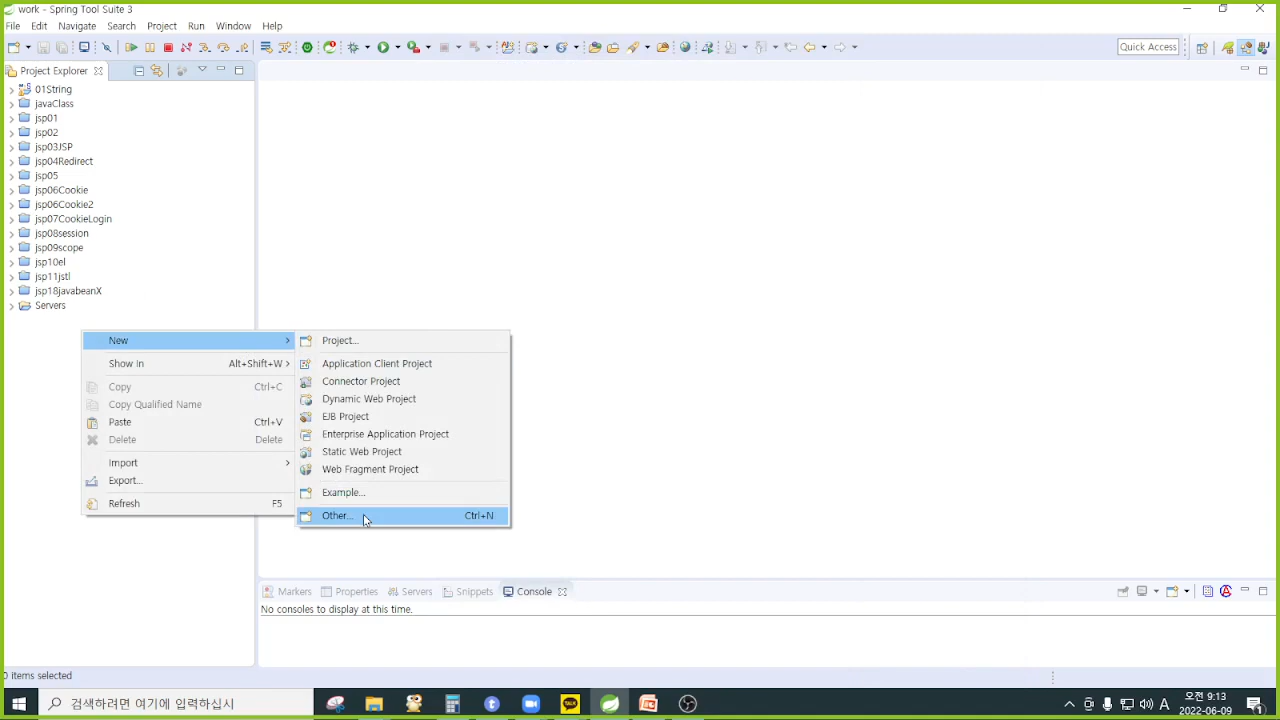 work - Spring Tool Suite 3
File Edit Navigate Search Project Run Window Help
Quick Access
Project Explorer
01String
javaClass
jsp01
jsp02
jsp03JSP
jsp04Redirect
jsp05
jsp06Cookie
jsp06Cookie2
jsp07CookieLogin
jsp08session
jsp09scope
jsp10el
jsp11jstl
jsp18javabeanX
Servers
New
Show In Alt+Shift+W
Copy Ctrl+C
Copy Qualified Name
Paste Ctrl+V
Delete Delete
Import
Export...
Refresh F5
Project...
Application Client Project
Connector Project
Dynamic Web Project
EJB Project
Enterprise Application Project
Static Web Project
Web Fragment Project
Example...
Other... Ctrl+N
Markers Properties Servers Snippets Console
No consoles to display at this time.
0 items selected
검색하려면 여기에 입력하십시
TALK
A
오전 9:13
2022-06-09
1